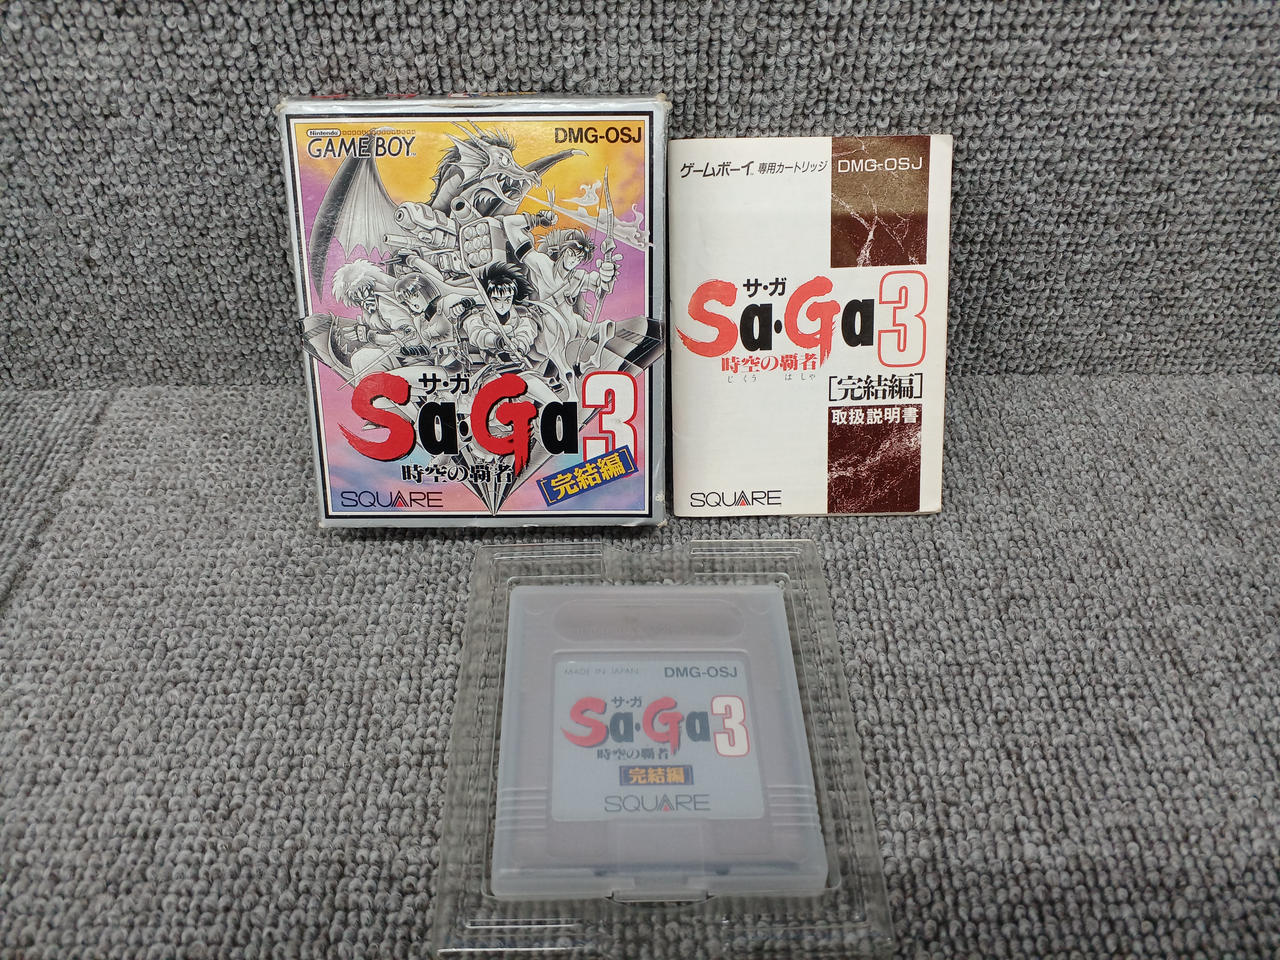 Nintendo
GAME BOY™
DMG-OSJ
サ・ガ
Sa・Ga3
時空の覇者
[完結編]
SQUARE
ゲームボーイ™専用カートリッジ
DMG-OSJ
サ・ガ
Sa・Ga3
時空の覇者
じくう はしゃ
[完結編]
取扱説明書
SQUARE
MADE IN JAPAN
DMG-OSJ
サ・ガ
Sa・Ga3
時空の覇者
[完結編]
SQUARE